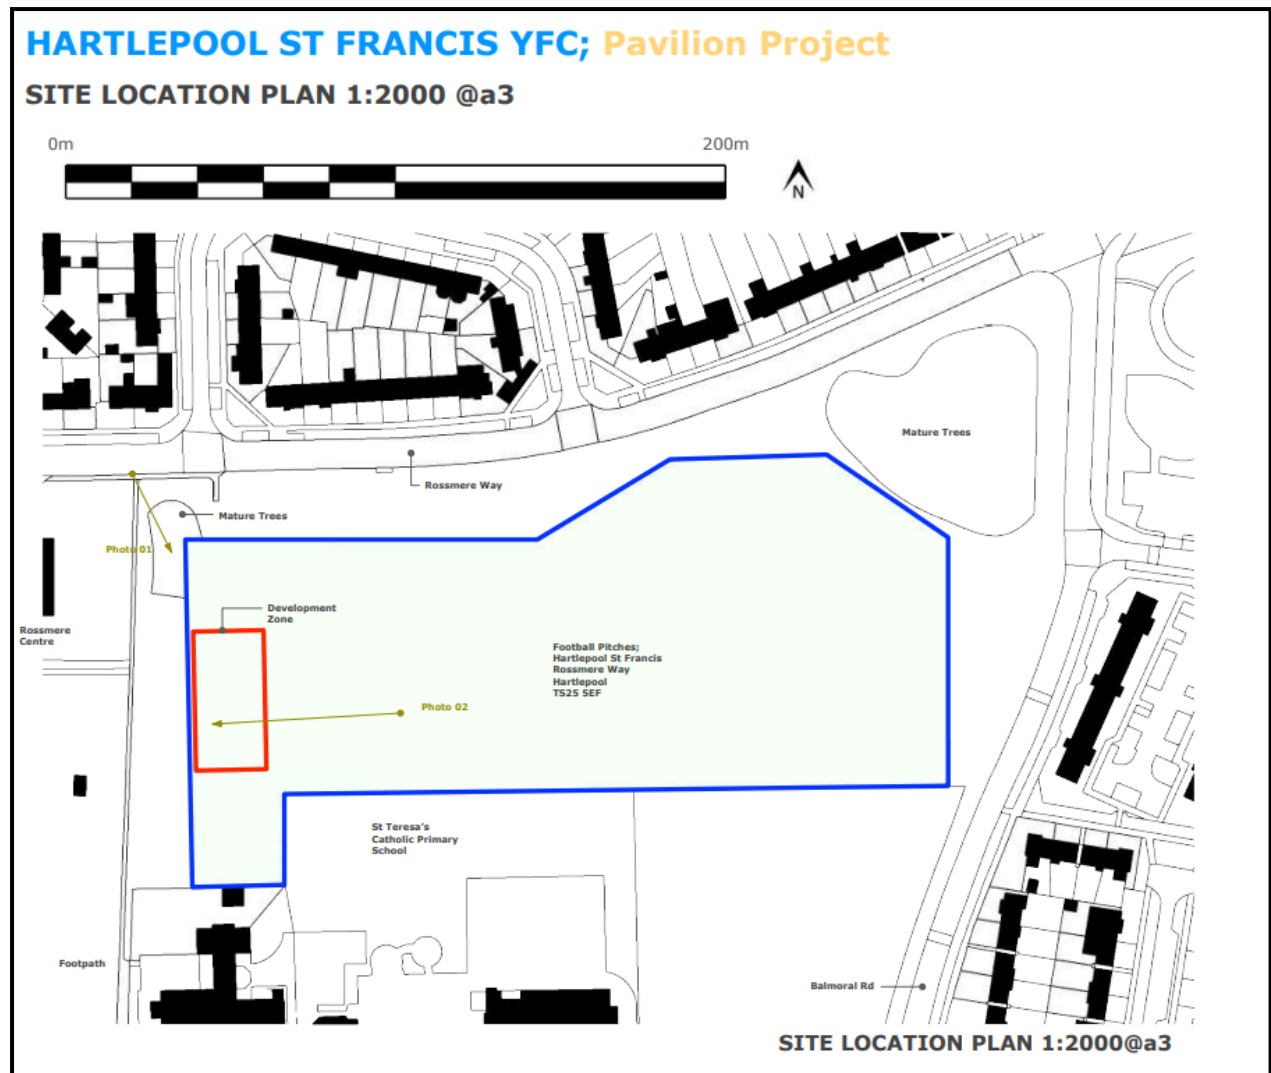 HARTLEPOOL ST FRANCIS YFC; Pavilion Project
SITE LOCATION PLAN 1:2000 @a3
0m
200m
N
Mature Trees
Rossmere Way
Mature Trees
Photo 01
Development
Zone
Rossmere
Centre
Football Pitches;
Hartlepool St Francis
Rossmere Way
Hartlepool
TS25 5EF
Photo 02
St Teresa's
Catholic Primary
School
Footpath
Balmoral Rd
SITE LOCATION PLAN 1:2000@a3